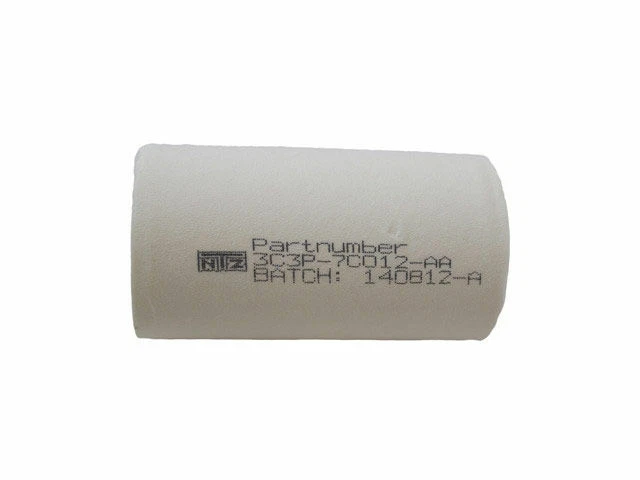 NTZ
Partnumber
3C3P-7C012-AA
BATCH: 140812-A